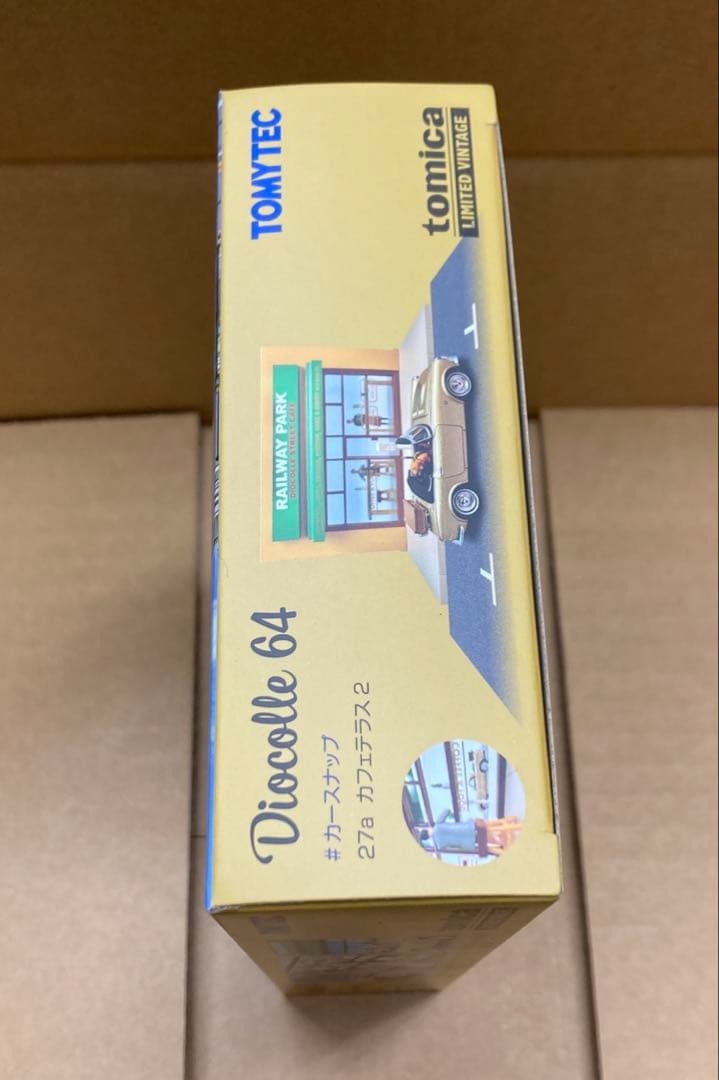 TOMYTEC
tomica
LIMITED VINTAGE
RAILWAY PARK
Diocolle 64
#カースナップ
27a カフェテラス2